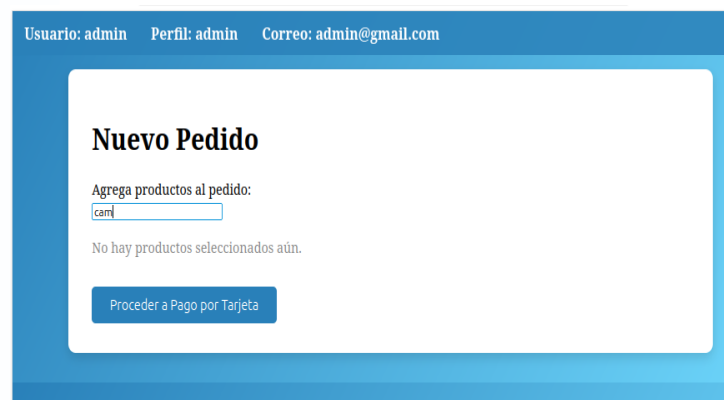 Usuario: admin Perfil: admin Correo: admin@gmail.com
Nuevo Pedido
Agrega productos al pedido:
cam
No hay productos seleccionados aún.
Proceder a Pago por Tarjeta